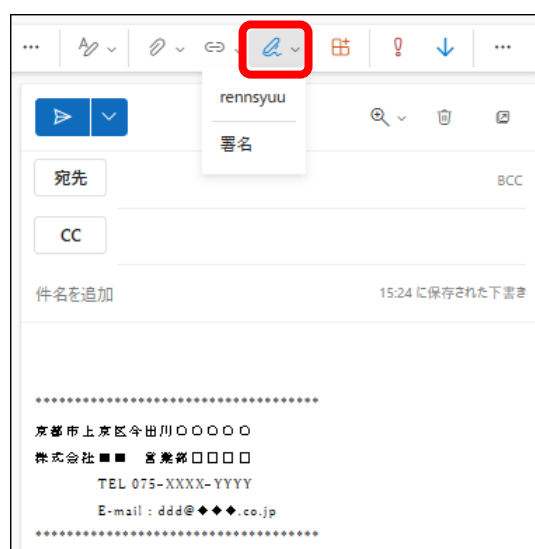 rennsyuu
署名
宛先
BCC
CC
件名を追加
15:24 に保存された下書き
************************************
京都市上京区今出川〇〇〇〇〇
株式会社■■ 営業部□□□□
TEL 075-XXXX-YYYY
E-mail : ddd@◆◆◆.co.jp
************************************